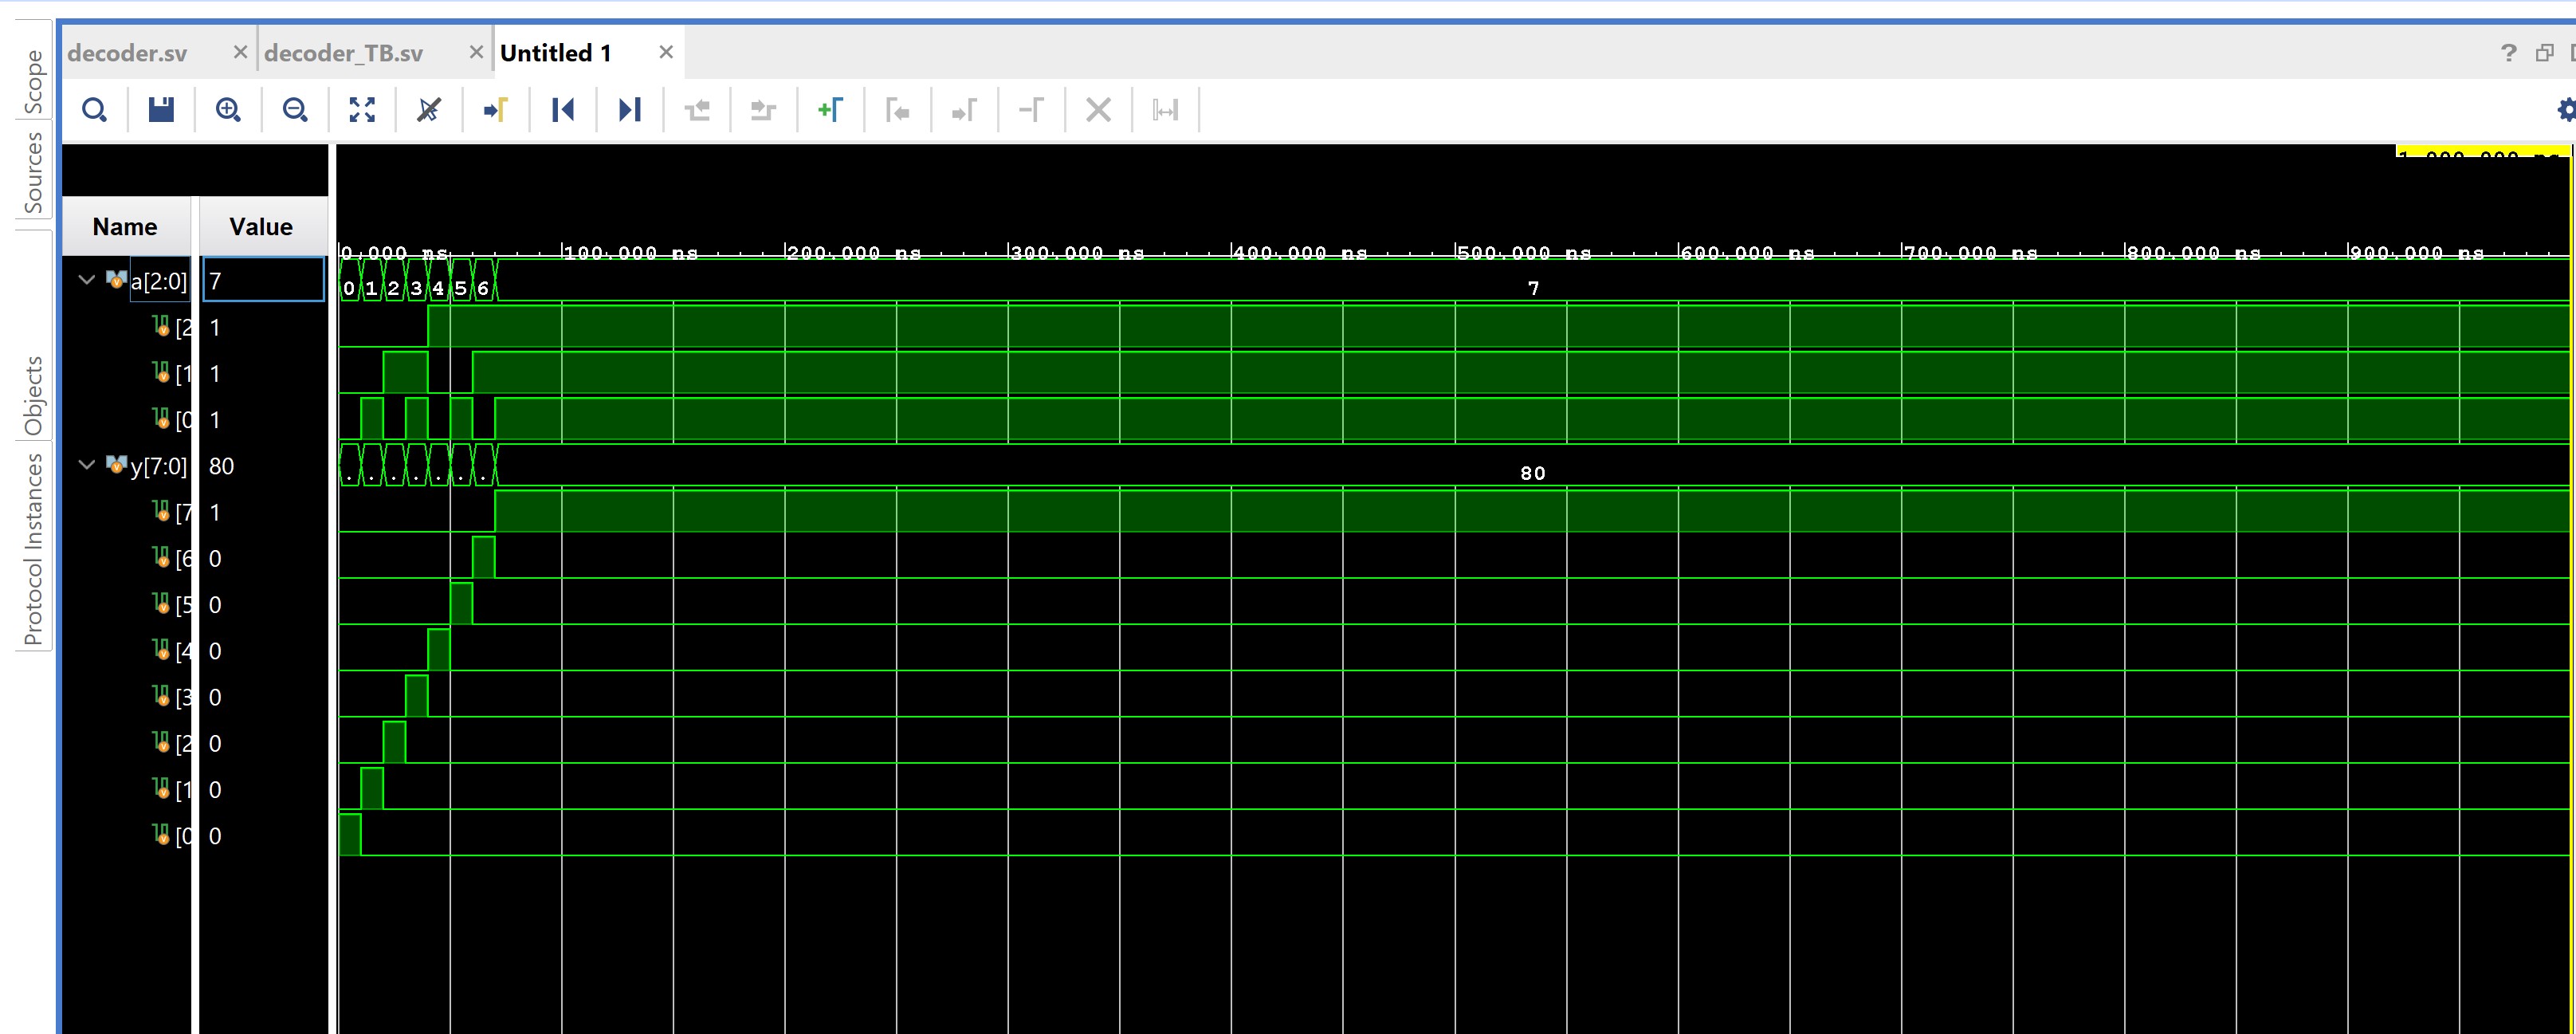 decoder.sv
decoder_TB.sv
Untitled 1
?
Scope
Sources
Objects
Protocol Instances
Name Value
0.000 ns 100.000 ns 200.000 ns 300.000 ns 400.000 ns 500.000 ns 600.000 ns 700.000 ns 800.000 ns 900.000 ns
a[2:0] 7 0 1 2 3 4 5 6 7
[2 1
[1 1
[0 1
y[7:0] 80 . . . . . . . 80
[7 1
[6 0
[5 0
[4 0
[3 0
[2 0
[1 0
[0 0